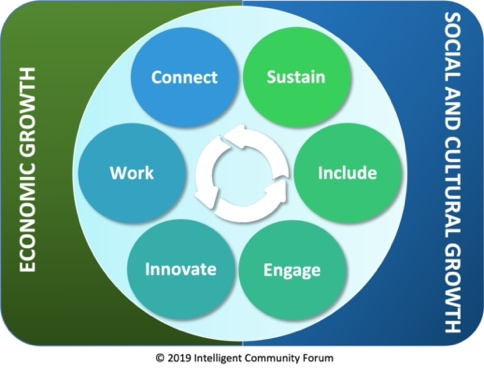 ECONOMIC GROWTH
Connect
Sustain
Work
Include
Innovate
Engage
SOCIAL AND CULTURAL GROWTH
© 2019 Intelligent Community Forum